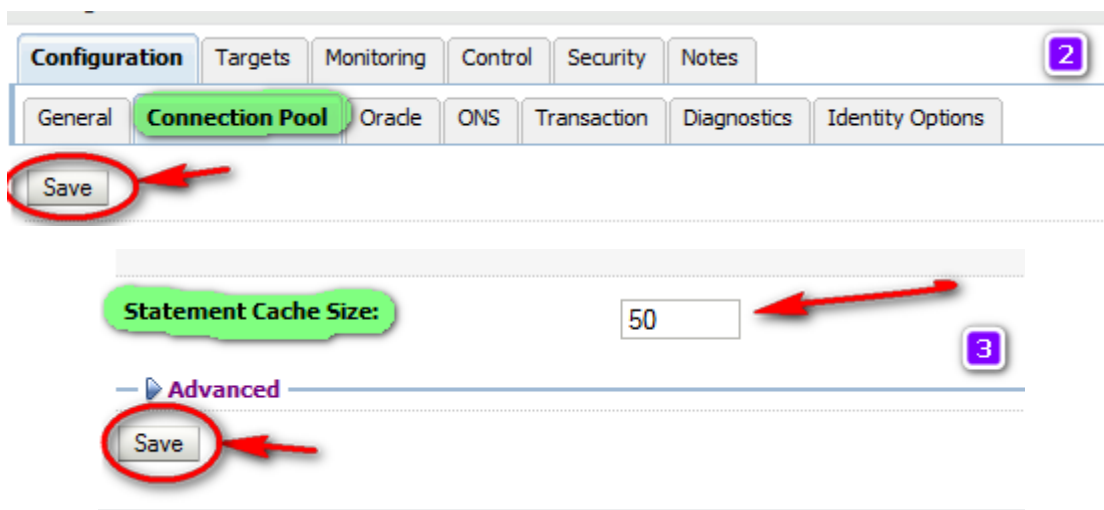 Configuration Targets Monitoring Control Security Notes 2
General Connection Pool Oracle ONS Transaction Diagnostics Identity Options
Save
Statement Cache Size: 50
3
Advanced
Save